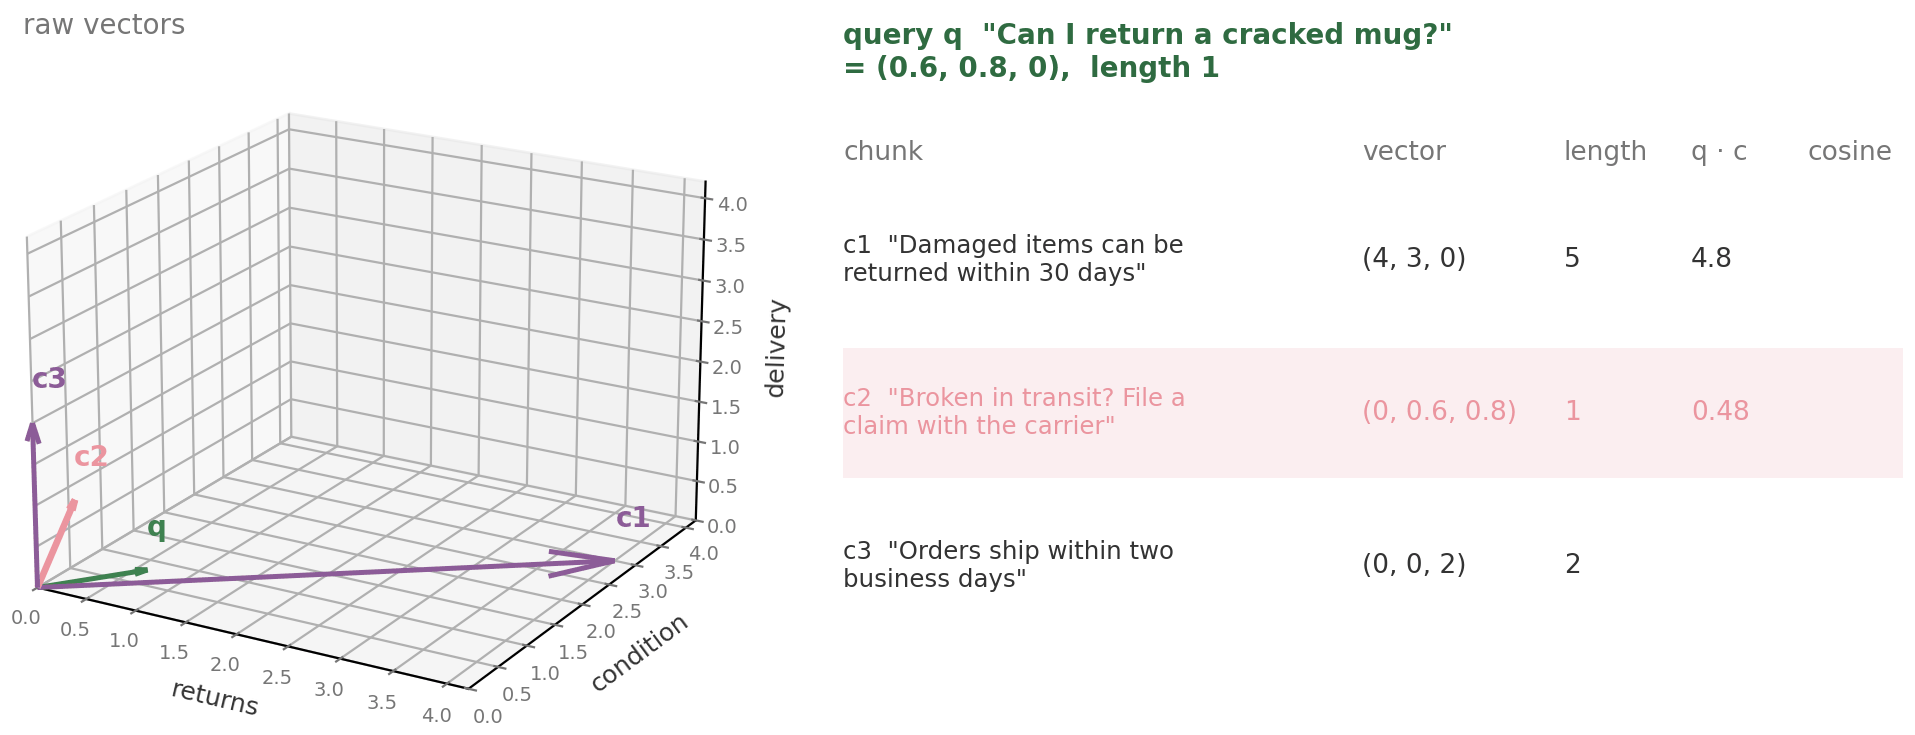 raw vectors
c3
c2
q
c1
0.0
0.5
1.0
1.5
2.0
2.5
3.0
3.5
4.0
returns
0.0
0.5
1.0
1.5
2.0
2.5
3.0
3.5
4.0
condition
4.0
3.5
3.0
2.5
2.0
1.5
1.0
0.5
0.0
delivery
query q "Can I return a cracked mug?"
= (0.6, 0.8, 0), length 1
chunk vector length q · c cosine
c1 "Damaged items can be
returned within 30 days" (4, 3, 0) 5 4.8
c2 "Broken in transit? File a
claim with the carrier" (0, 0.6, 0.8) 1 0.48
c3 "Orders ship within two
business days" (0, 0, 2) 2